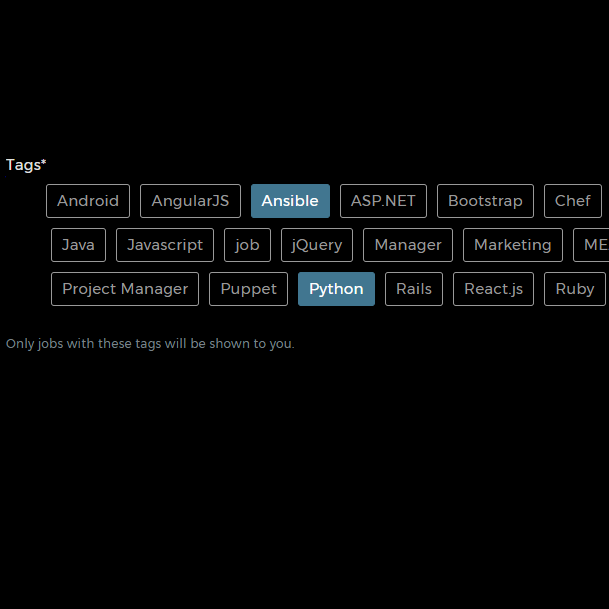 Tags*
Android AngularJS Ansible ASP.NET Bootstrap Chef
Java Javascript job jQuery Manager Marketing ME
Project Manager Puppet Python Rails React.js Ruby
Only jobs with these tags will be shown to you.